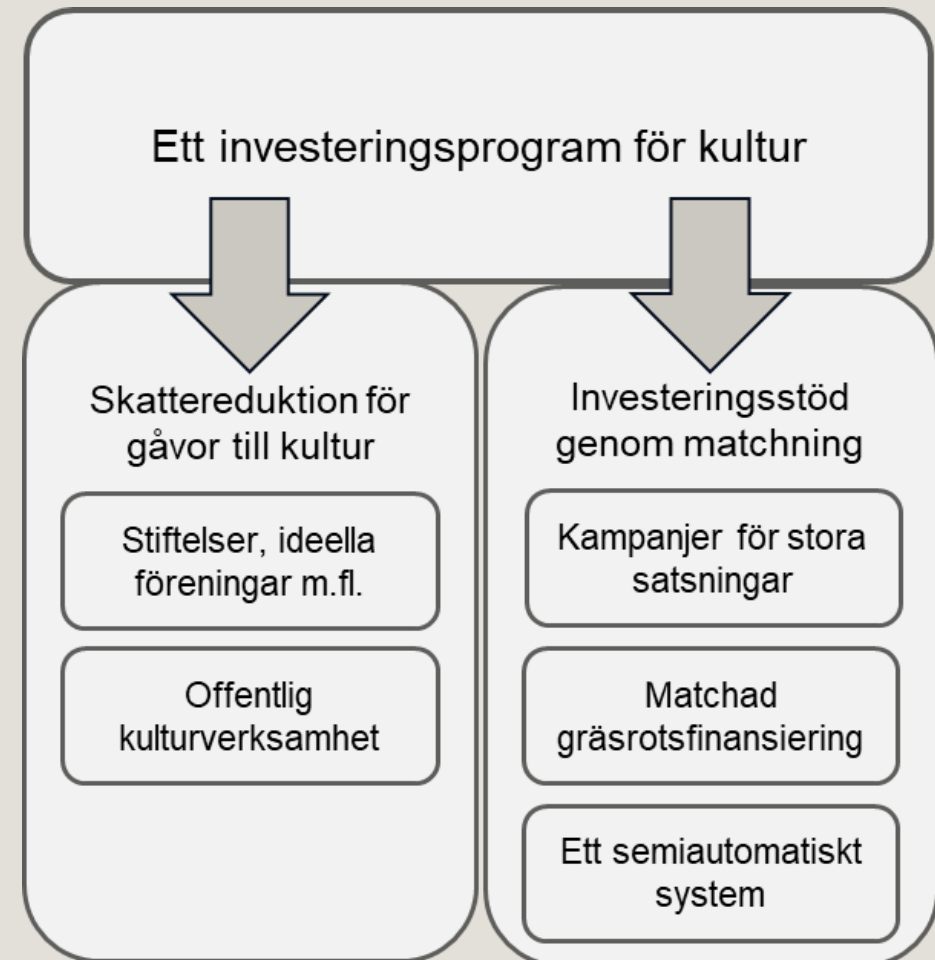 Ett investeringsprogram för kultur
Skattereduktion för
gåvor till kultur
Stiftelser, ideella
föreningar m.fl.
Offentlig
kulturverksamhet
Investeringsstöd
genom matchning
Kampanjer för stora
satsningar
Matchad
gräsrotsfinansiering
Ett semiautomatiskt
system